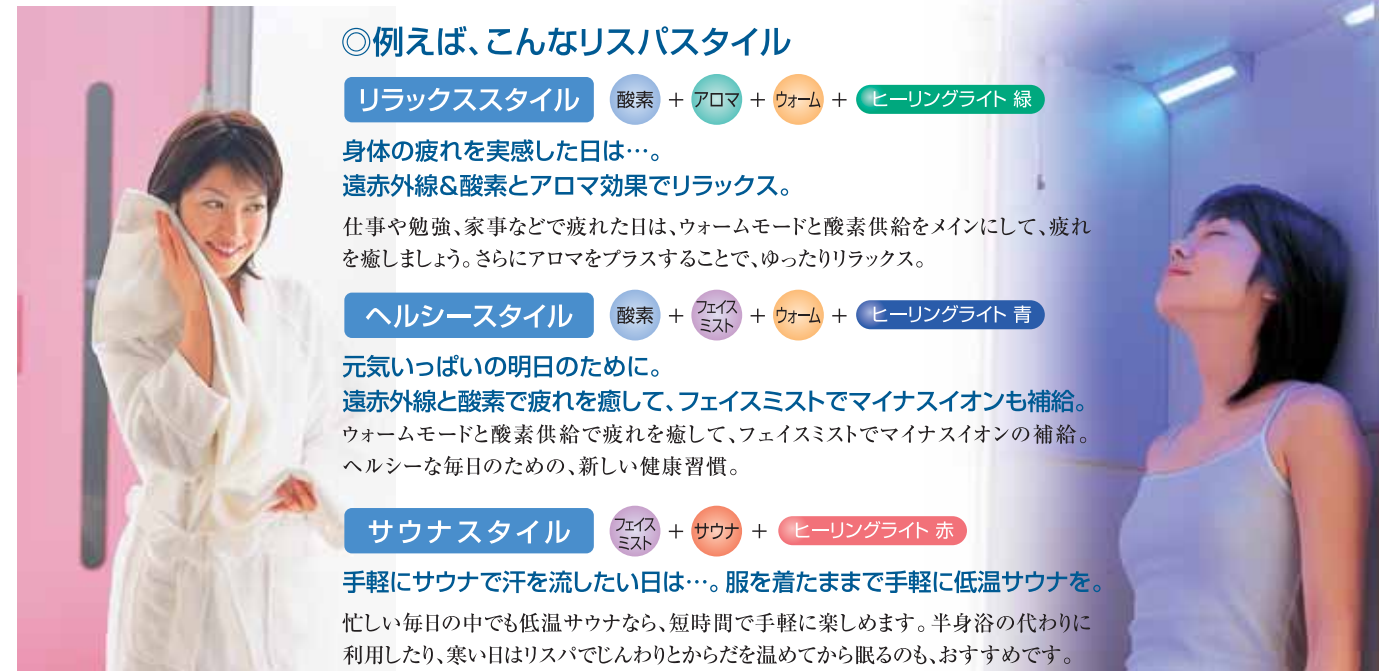 ◎例えば、こんなリスパスタイル
リラックススタイル 酸素 + アロマ + ウォーム + ヒーリングライト 緑
身体の疲れを実感した日は…。
遠赤外線&酸素とアロマ効果でリラックス。
仕事や勉強、家事などで疲れた日は、ウォームモードと酸素供給をメインにして、疲れ
を癒しましょう。さらにアロマをプラスすることで、ゆったりリラックス。
ヘルシースタイル 酸素 + フェイスミスト + ウォーム + ヒーリングライト 青
元気いっぱいの明日のために。
遠赤外線と酸素で疲れを癒して、フェイスミストでマイナスイオンも補給。
ウォームモードと酸素供給で疲れを癒して、フェイスミストでマイナスイオンの補給。
ヘルシーな毎日のための、新しい健康習慣。
サウナスタイル フェイスミスト + サウナ + ヒーリングライト 赤
手軽にサウナで汗を流したい日は…。服を着たままで手軽に低温サウナを。
忙しい毎日の中でも低温サウナなら、短時間で手軽に楽しめます。半身浴の代わりに
利用したり、寒い日はリスパでじんわりとからだを温めてから眠るのも、おすすめです。